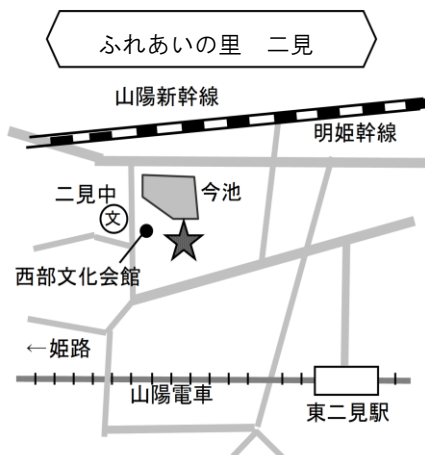 ふれあいの里　二見
山陽新幹線
明姫幹線
二見中
今池
文
西部文化会館
←姫路
山陽電車
東二見駅